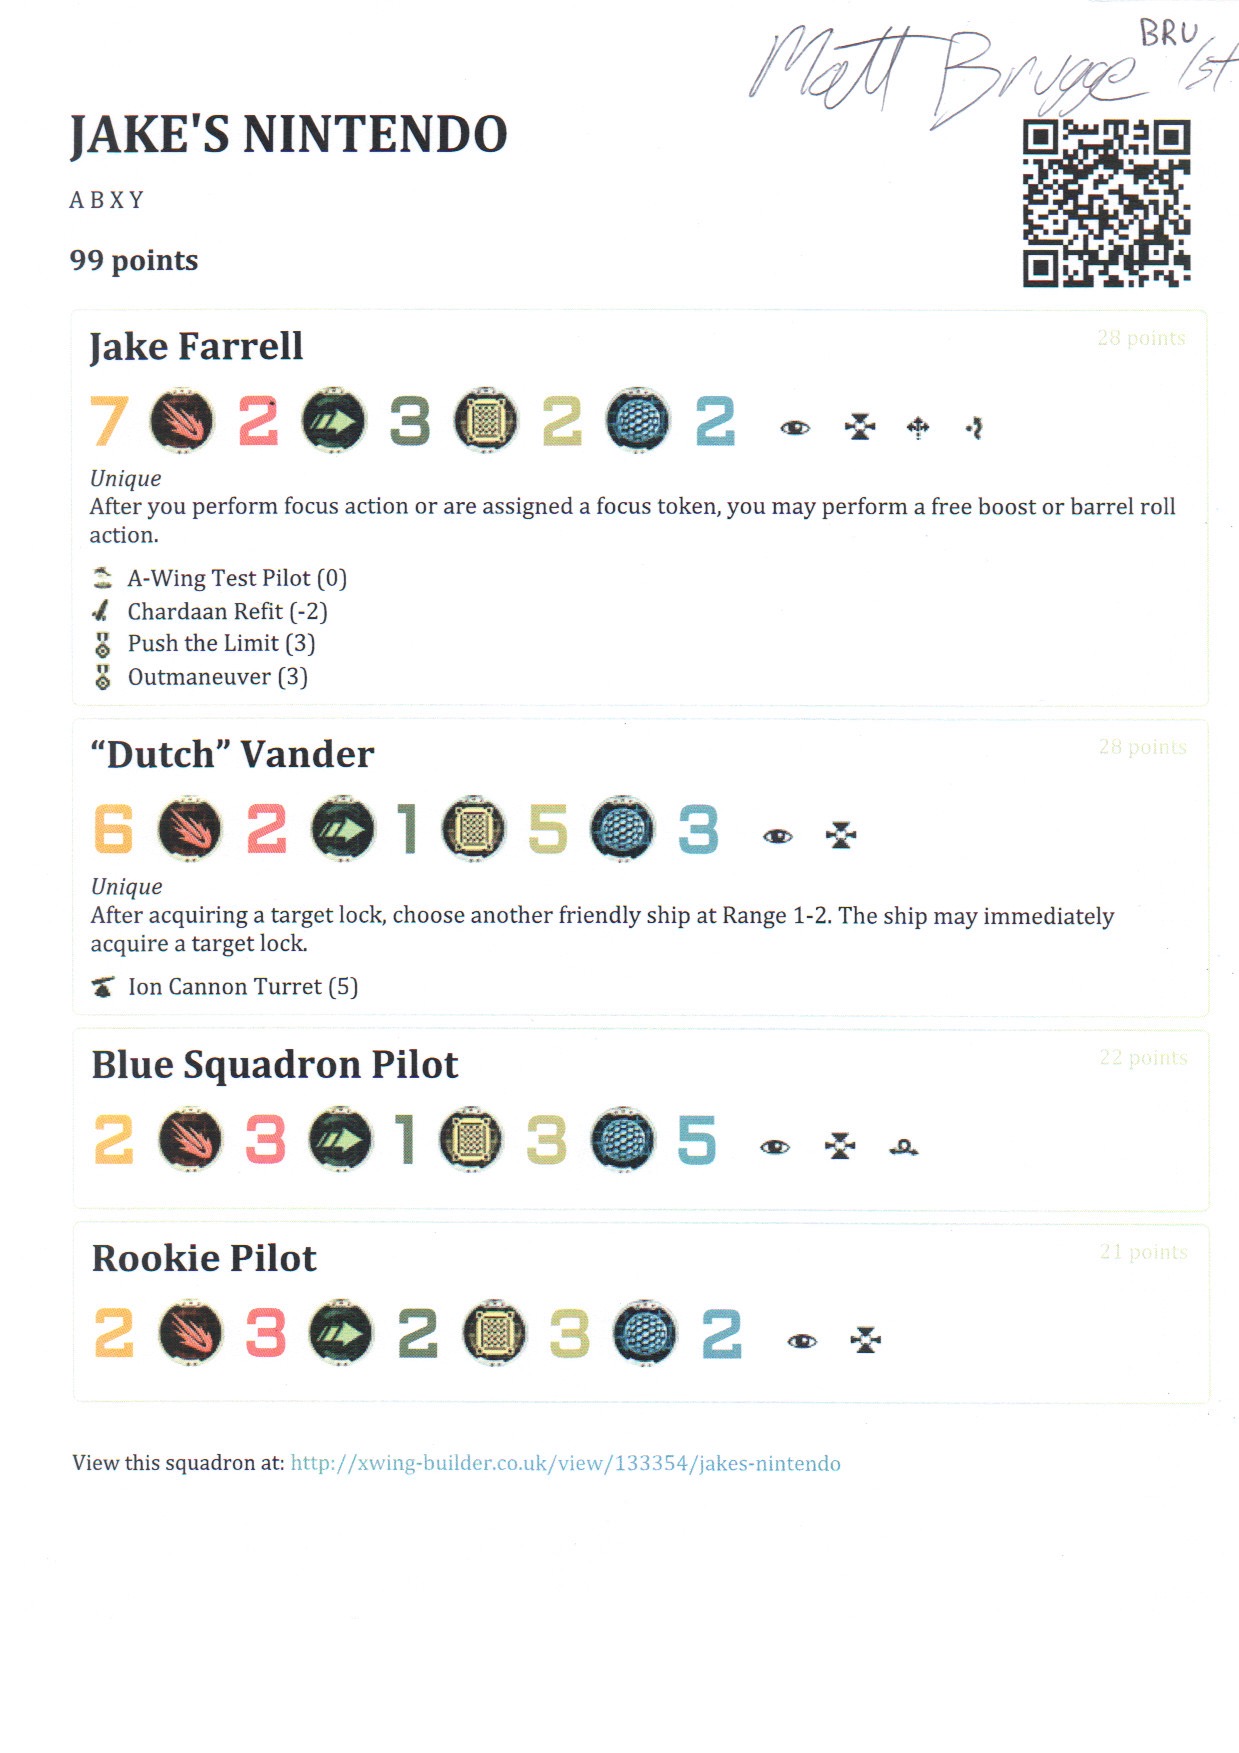 BRU
Matt Brugge 1st
JAKE'S NINTENDO
A B X Y
99 points
Jake Farrell
28 points
7 2 3 2 2
Unique
After you perform focus action or are assigned a focus token, you may perform a free boost or barrel roll
action.
A-Wing Test Pilot (0)
Chardaan Refit (-2)
Push the Limit (3)
Outmaneuver (3)
“Dutch” Vander
28 points
6 2 1 5 3
Unique
After acquiring a target lock, choose another friendly ship at Range 1-2. The ship may immediately
acquire a target lock.
Ion Cannon Turret (5)
Blue Squadron Pilot
22 points
2 3 1 3 5
Rookie Pilot
21 points
2 3 2 3 2
View this squadron at: http://xwing-builder.co.uk/view/133354/jakes-nintendo